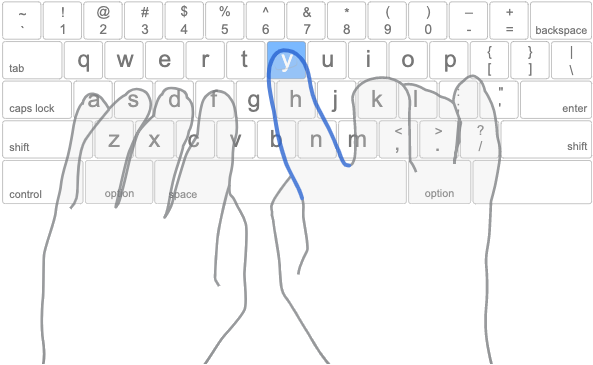 ~ ! @ # $ % ^ & * ( ) – +
` 1 2 3 4 5 6 7 8 9 0 - = backspace
tab q w e r t y u i o p { [ } ] | \
caps lock a s d f g h j k l : ; " ' enter
shift z x c v b n m < , > . ? / shift
control option space option